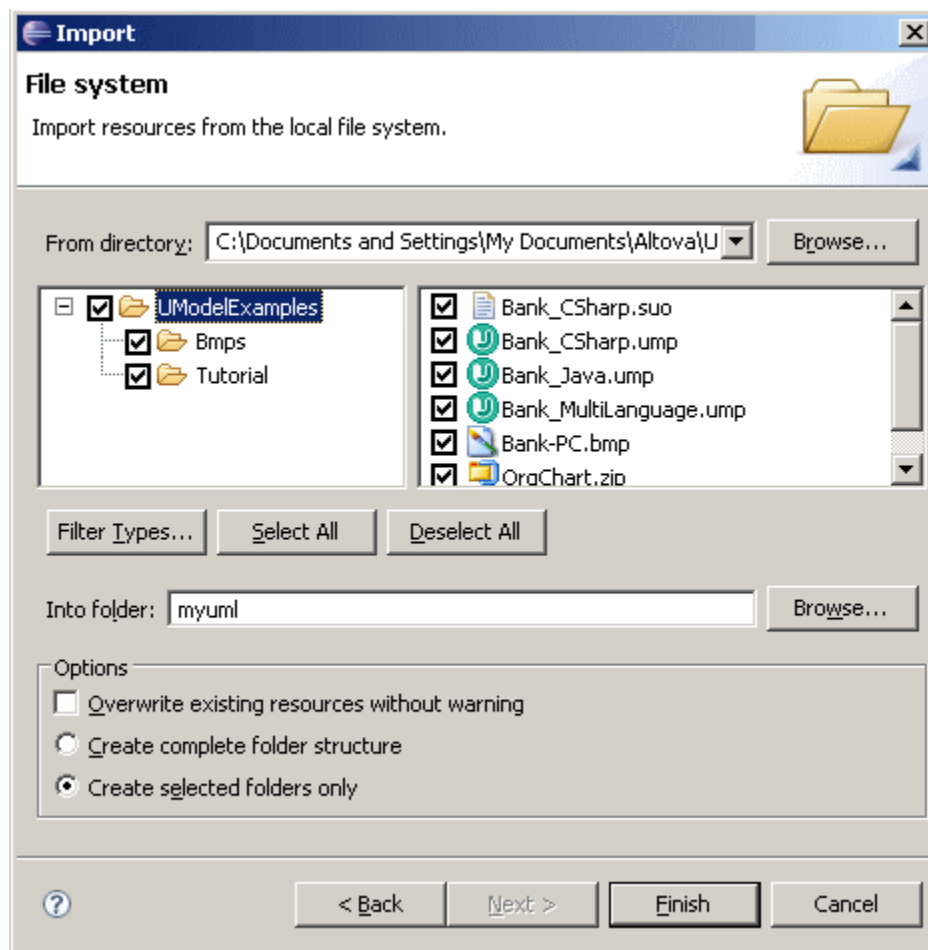 Import
File system
Import resources from the local file system.
From directory: C:\Documents and Settings\My Documents\Altova\U Browse...
UModelExamples
Bmps
Tutorial
Bank_CSharp.suo
Bank_CSharp.ump
Bank_Java.ump
Bank_MultiLanguage.ump
Bank-PC.bmp
OrgChart.zip
Filter Types... Select All Deselect All
Into folder: myuml Browse...
Options
Overwrite existing resources without warning
Create complete folder structure
Create selected folders only
? < Back Next > Finish Cancel